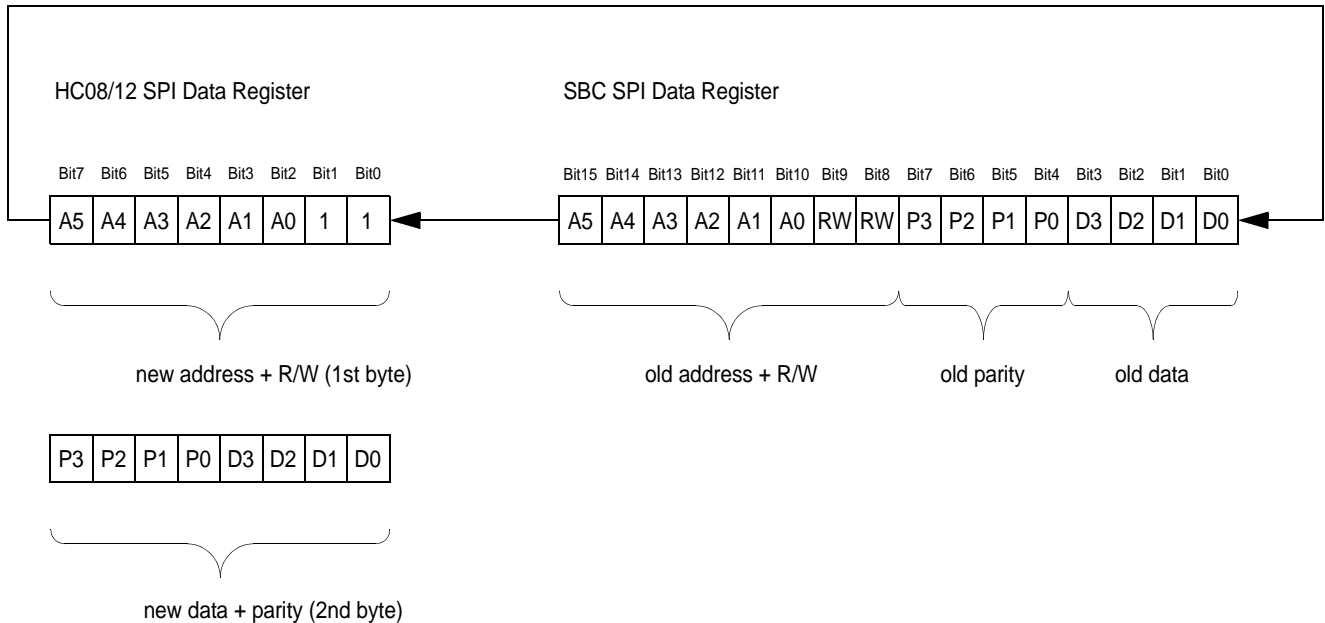 HC08/12 SPI Data Register
SBC SPI Data Register
Bit7 Bit6 Bit5 Bit4 Bit3 Bit2 Bit1 Bit0
Bit15 Bit14 Bit13 Bit12 Bit11 Bit10 Bit9 Bit8 Bit7 Bit6 Bit5 Bit4 Bit3 Bit2 Bit1 Bit0
A5 A4 A3 A2 A1 A0 1 1
A5 A4 A3 A2 A1 A0 RW RW P3 P2 P1 P0 D3 D2 D1 D0
new address + R/W (1st byte)
old address + R/W
old parity
old data
P3 P2 P1 P0 D3 D2 D1 D0
new data + parity (2nd byte)